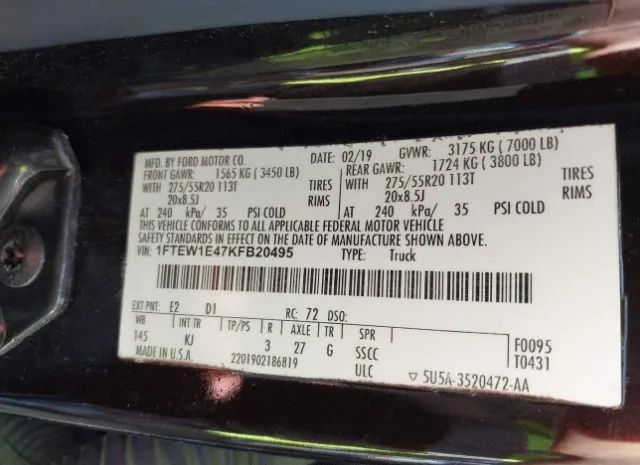 MFD. BY FORD MOTOR CO.
DATE: 02/19 GVWR: 3175 KG ( 7000 LB)
FRONT GAWR: 1565 KG ( 3450 LB)
REAR GAWR: 1724 KG ( 3800 LB)
WITH 275/55R20 113T TIRES
WITH 275/55R20 113T TIRES
20x8.5J RIMS
20x8.5J RIMS
AT 240 kPa/ 35 PSI COLD
AT 240 kPa/ 35 PSI COLD
THIS VEHICLE CONFORMS TO ALL APPLICABLE FEDERAL MOTOR VEHICLE
SAFETY STANDARDS IN EFFECT ON THE DATE OF MANUFACTURE SHOWN ABOVE.
VIN: 1FTEW1E47KFB20495 TYPE: Truck
EXT PNT: E2 D1 RC: 72 DSO:
WB INT TR TP/PS R AXLE TR SPR F0095
145 KJ 3 27 G SSCC T0431
MADE IN U.S.A. 2201902186819 ULC ▽ 5U5A-3520472-AA